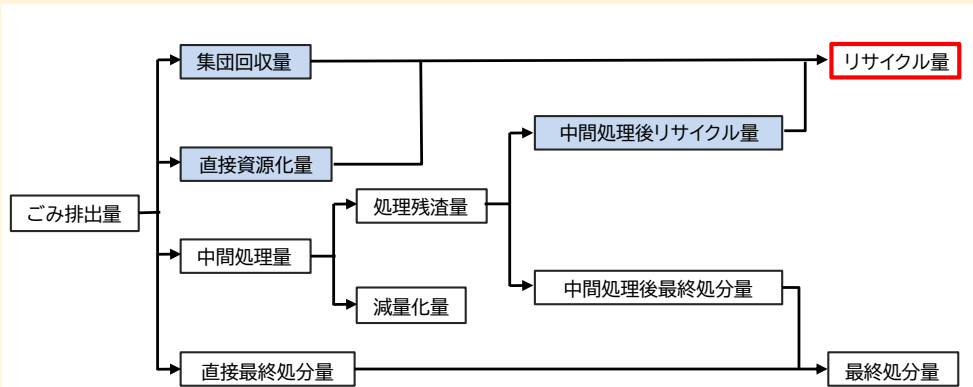 集団回収量
リサイクル量
中間処理後リサイクル量
直接資源化量
ごみ排出量
処理残渣量
中間処理量
中間処理後最終処分量
減量化量
直接最終処分量
最終処分量